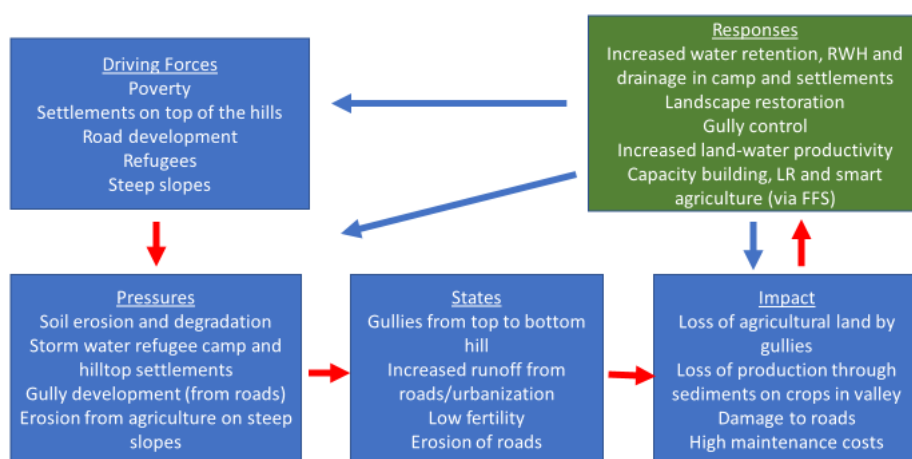 Driving Forces
Poverty
Settlements on top of the hills
Road development
Refugees
Steep slopes
Responses
Increased water retention, RWH and
drainage in camp and settlements
Landscape restoration
Gully control
Increased land-water productivity
Capacity building, LR and smart
agriculture (via FFS)
Pressures
Soil erosion and degradation
Storm water refugee camp and
hilltop settlements
Gully development (from roads)
Erosion from agriculture on steep
slopes
States
Gullies from top to bottom
hill
Increased runoff from
roads/urbanization
Low fertility
Erosion of roads
Impact
Loss of agricultural land by
gullies
Loss of production through
sediments on crops in valley
Damage to roads
High maintenance costs